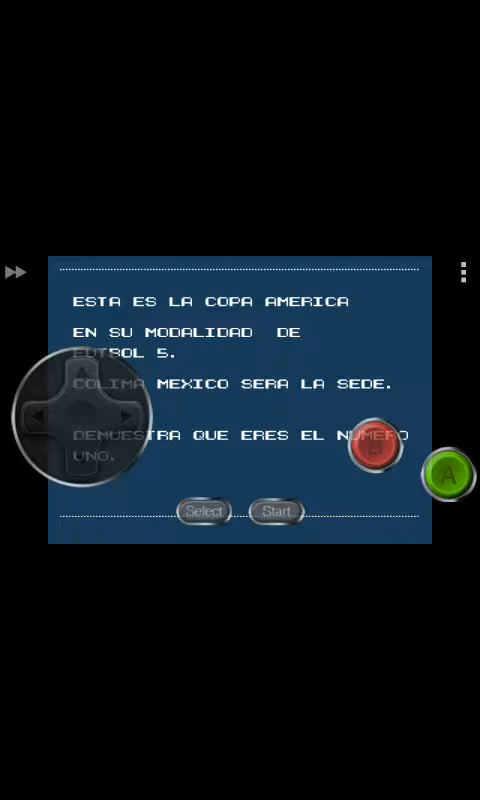 ESTA ES LA COPA AMERICA
EN SU MODALIDAD DE
FUTBOL 5.
COLIMA MEXICO SERA LA SEDE.
DEMUESTRA QUE ERES EL NUMERO
UNO.
B
A
Select
Start